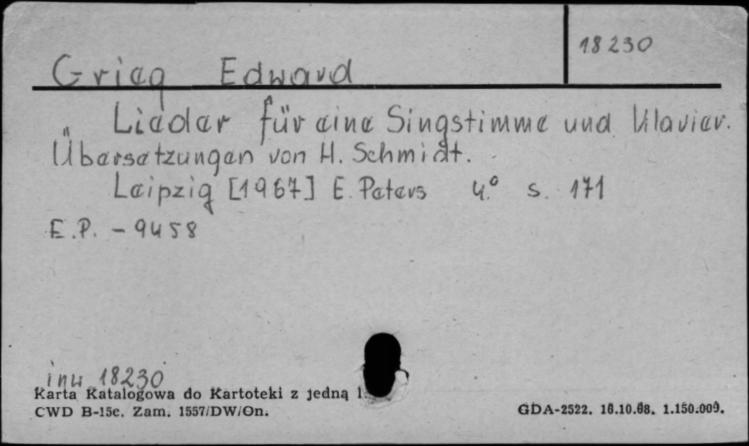 18230
Grieg Edward
„ Lieder für eine Singstimme und Klavier.
Übersetzungen von H. Schmidt.
Leipzig [1967] E. Peters 4.° s. 171
E.P. - 9458
inw 18230
Karta Katalogowa do Kartoteki z jedną
CWD B-15c. Zam. 1557/DW/On.
GDA-2522. 16.10.68. 1.150.000.